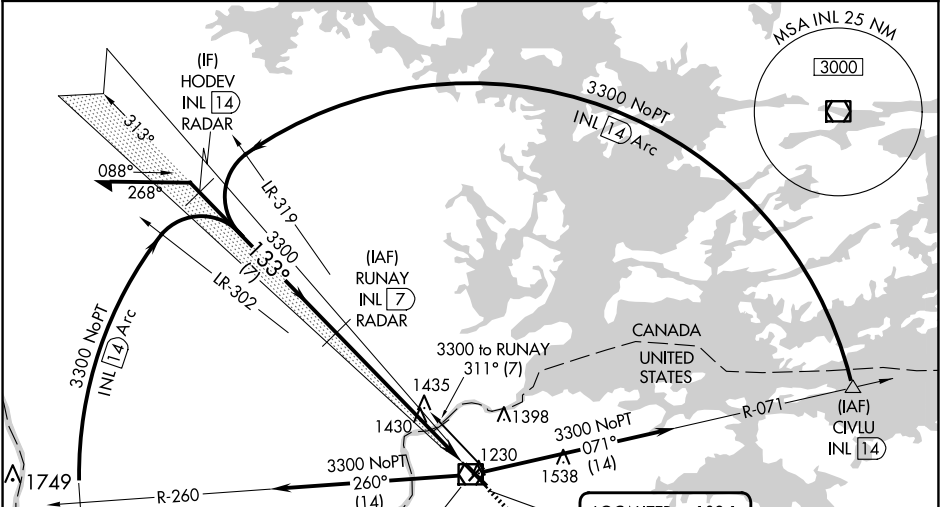 MSA INL 25 NM
3000
(IF)
HODEV
INL 14
RADAR
3300 NoPT
INL 14 Arc
313°
088°
268°
LR-319
3300
133°
(7)
LR-302
(IAF)
RUNAY
INL 7
RADAR
3300 NoPT
INL 14 Arc
CANADA
UNITED
STATES
3300 to RUNAY
311° (7)
1435
1430
1398
R-071
(IAF)
CIVLU
INL 14
3300 NoPT
071°
(14)
1230
1538
3300 NoPT
260°
(14)
R-260
1749